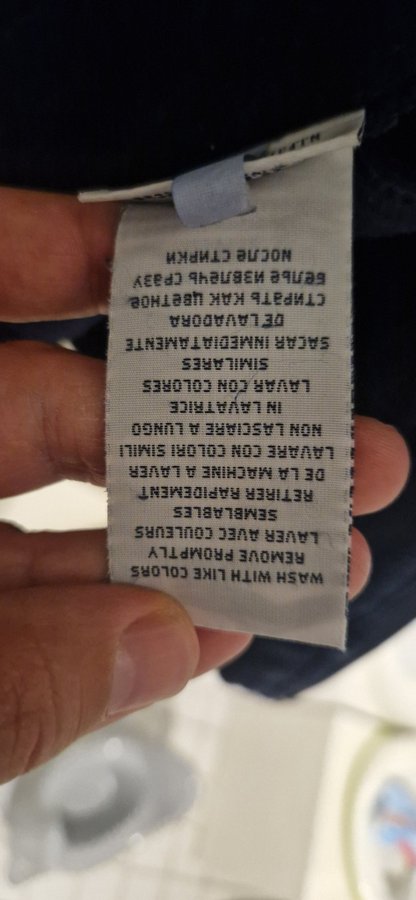 WASH WITH LIKE COLORS
REMOVE PROMPTLY
LAVER AVEC COULEURS
SEMBLABLES
RETIRER RAPIDEMENT
DE LA MACHINE A LAVER
LAVARE CON COLORI SIMILI
NON LASCIARE A LUNGO
IN LAVATRICE
LAVAR CON COLORES
SIMILARES
SACAR INMEDIATAMENTE
DE LAVADORA
СТИРАТЬ КАК ЦВЕТНОЕ
БЕЛЬЕ ИЗВЛЕЧЬ СРАЗУ
ПОСЛЕ СТИРКИ